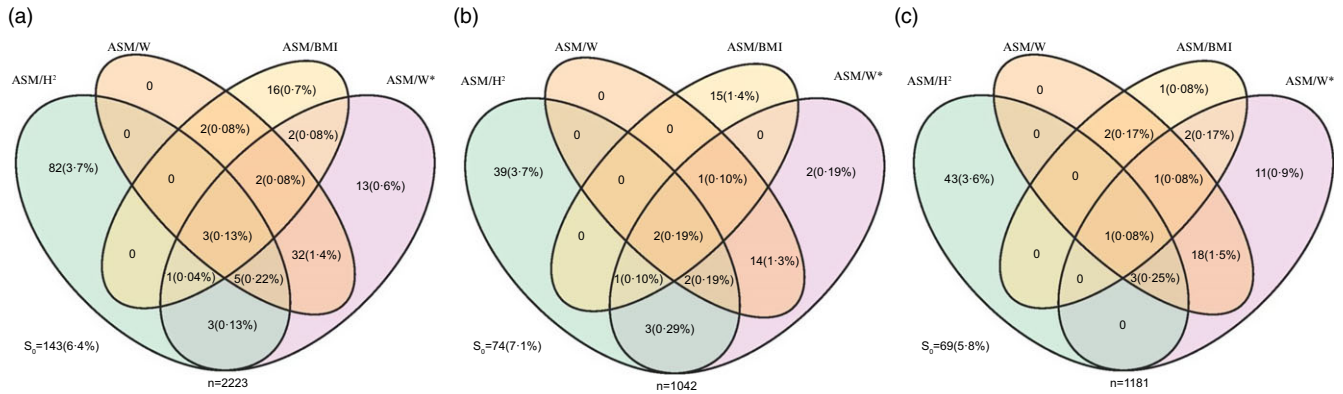 (a)
ASM/W
ASM/BMI
ASM/H²
ASM/W*
0
16(0·7%)
0
2(0·08%)
2(0·08%)
82(3·7%)
0
2(0·08%)
13(0·6%)
3(0·13%)
0
32(1·4%)
1(0·04%)
5(0·22%)
3(0·13%)
S₀=143(6·4%)
n=2223
(b)
ASM/W
ASM/BMI
ASM/H²
ASM/W*
0
15(1·4%)
0
0
0
39(3·7%)
0
1(0·10%)
2(0·19%)
2(0·19%)
0
14(1·3%)
1(0·10%)
2(0·19%)
3(0·29%)
S₀=74(7·1%)
n=1042
(c)
ASM/W
ASM/BMI
ASM/H²
ASM/W*
0
1(0·08%)
0
2(0·17%)
2(0·17%)
43(3·6%)
0
1(0·08%)
11(0·9%)
1(0·08%)
0
18(1·5%)
0
3(0·25%)
0
S₀=69(5·8%)
n=1181